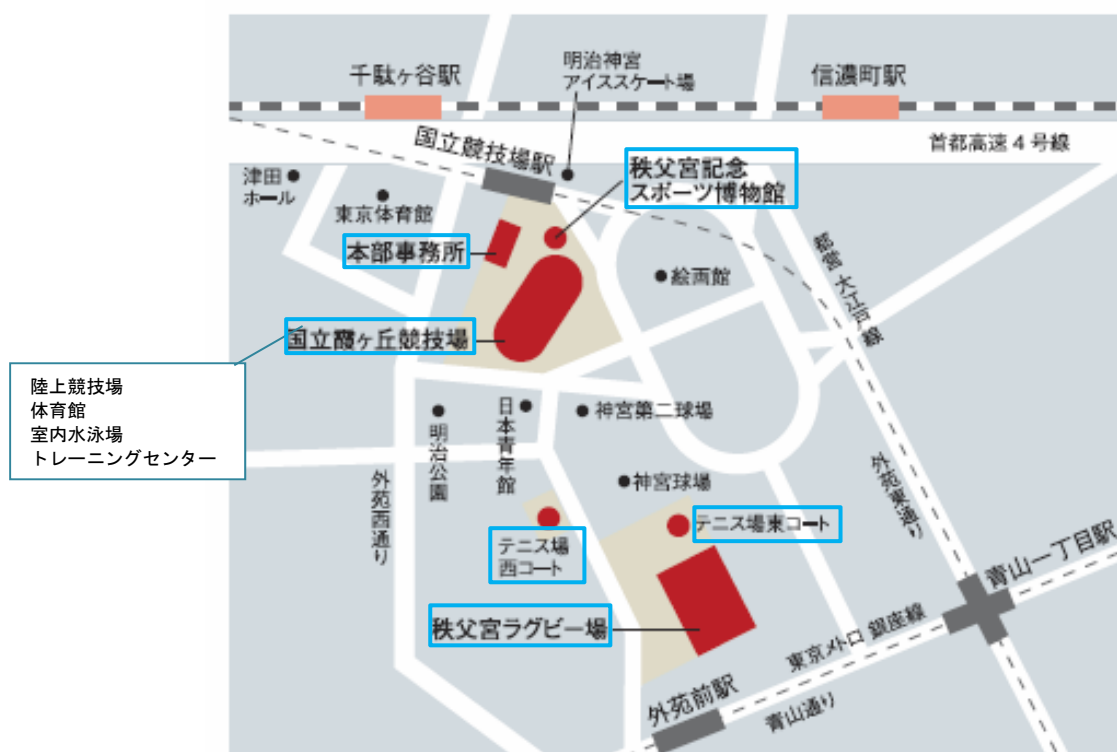 千駄ヶ谷駅
明治神宮
アイススケート場
信濃町駅
首都高速4号線
国立競技場駅
秩父宮記念
スポーツ博物館
津田
ホール
東京体育館
本部事務所
絵画館
都営 大江戸線
国立霞ヶ丘競技場
陸上競技場
体育館
室内水泳場
トレーニングセンター
日本青年館
神宮第二球場
明治公園
外苑西通り
神宮球場
外苑東通り
テニス場
西コート
テニス場東コート
青山一丁目駅
秩父宮ラグビー場
東京メトロ 銀座線
外苑前駅
青山通り